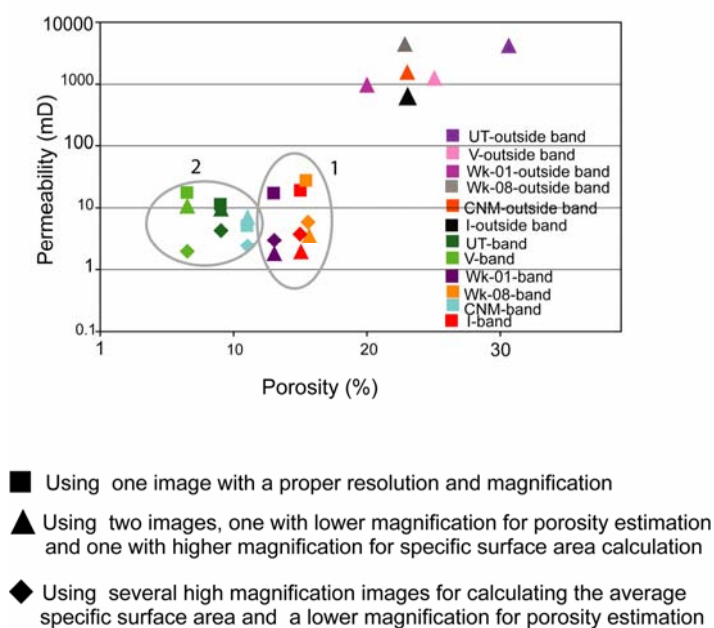 10000
1000
100
10
1
0.1
Permeability (mD)
2
1
UT-outside band
V-outside band
Wk-01-outside band
Wk-08-outside band
CNM-outside band
I-outside band
UT-band
V-band
Wk-01-band
Wk-08-band
CNM-band
I-band
1 10 20 30
Porosity (%)
Using one image with a proper resolution and magnification
Using two images, one with lower magnification for porosity estimation
and one with higher magnification for specific surface area calculation
Using several high magnification images for calculating the average
specific surface area and a lower magnification for porosity estimation